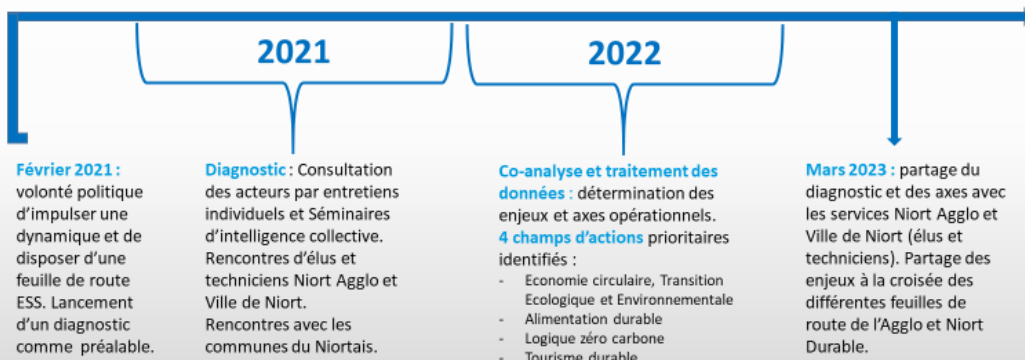 2021
2022
Février 2021 :
volonté politique
d'impulser une
dynamique et de
disposer d'une
feuille de route
ESS. Lancement
d'un diagnostic
comme préalable.
Diagnostic : Consultation
des acteurs par entretiens
individuels et Séminaires
d'intelligence collective.
Rencontres d'élus et
techniciens Niort Agglo et
Ville de Niort.
Rencontres avec les
communes du Niortais.
Co-analyse et traitement des
données : détermination des
enjeux et axes opérationnels.
4 champs d'actions prioritaires
identifiés :
- Economie circulaire, Transition
Ecologique et Environnementale
- Alimentation durable
- Logique zéro carbone
- Tourisme durable
Mars 2023 : partage du
diagnostic et des axes avec
les services Niort Agglo et
Ville de Niort (élus et
techniciens). Partage des
enjeux à la croisée des
différentes feuilles de
route de l'Agglo et Niort
Durable.